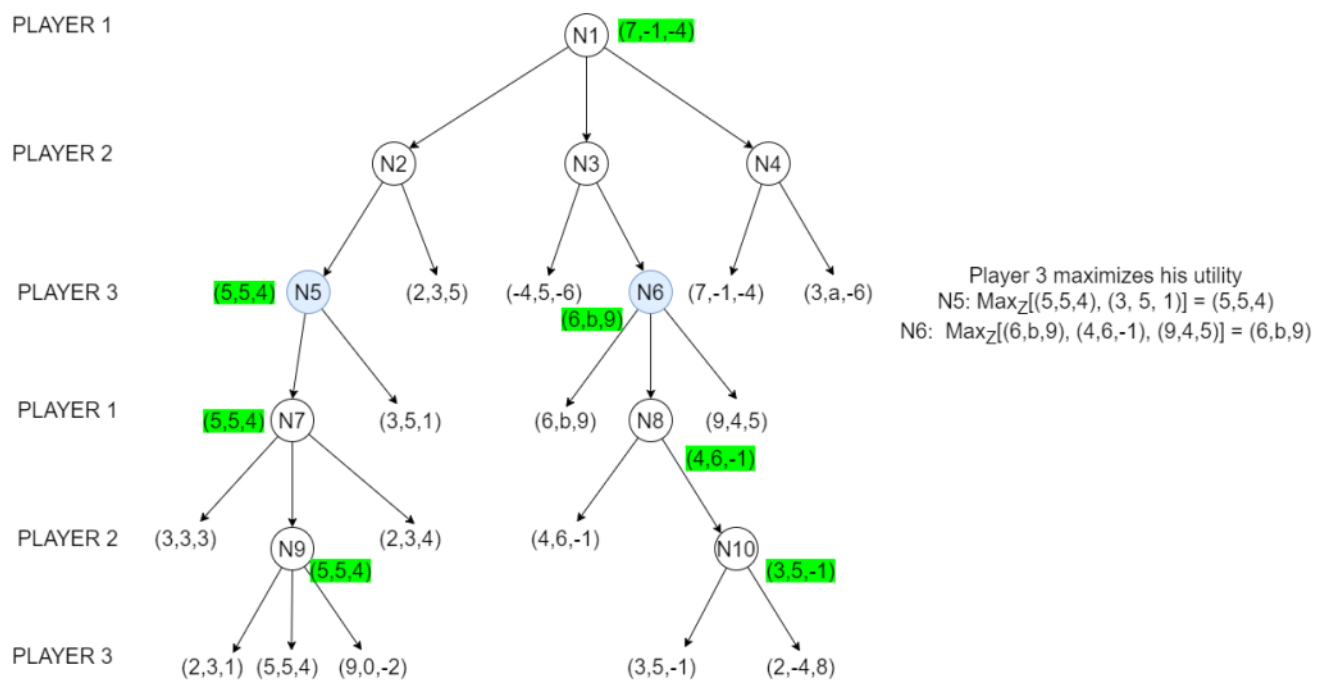 PLAYER 1
N1 (7,-1,-4)
PLAYER 2
N2 N3 N4
PLAYER 3
(5,5,4) N5 (2,3,5) (-4,5,-6) N6 (7,-1,-4) (3,a,-6)
(6,b,9)
Player 3 maximizes his utility
N5: MaxZ[(5,5,4), (3, 5, 1)] = (5,5,4)
N6: MaxZ[(6,b,9), (4,6,-1), (9,4,5)] = (6,b,9)
PLAYER 1
(5,5,4) N7 (3,5,1) (6,b,9) N8 (9,4,5)
(4,6,-1)
PLAYER 2
(3,3,3) N9 (2,3,4) (4,6,-1) N10 (3,5,-1)
(5,5,4)
PLAYER 3
(2,3,1) (5,5,4) (9,0,-2) (3,5,-1) (2,-4,8)